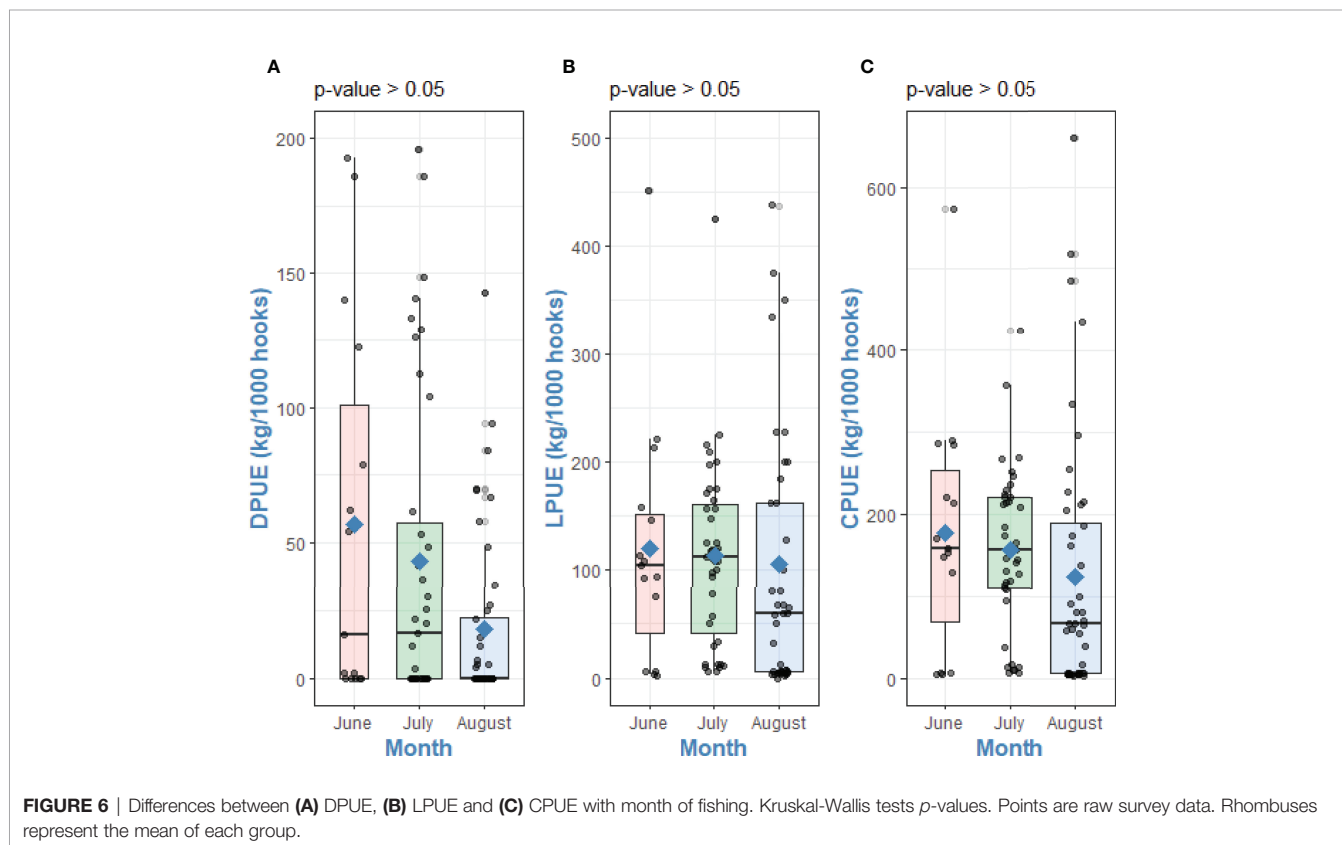 A
p-value > 0.05
DPUE (kg/1000 hooks)
200
150
100
50
0
June July August
Month
B
p-value > 0.05
LPUE (kg/1000 hooks)
500
400
300
200
100
0
June July August
Month
C
p-value > 0.05
CPUE (kg/1000 hooks)
600
400
200
0
June July August
Month
FIGURE 6 | Differences between (A) DPUE, (B) LPUE and (C) CPUE with month of fishing. Kruskal-Wallis tests p-values. Points are raw survey data. Rhombuses
represent the mean of each group.